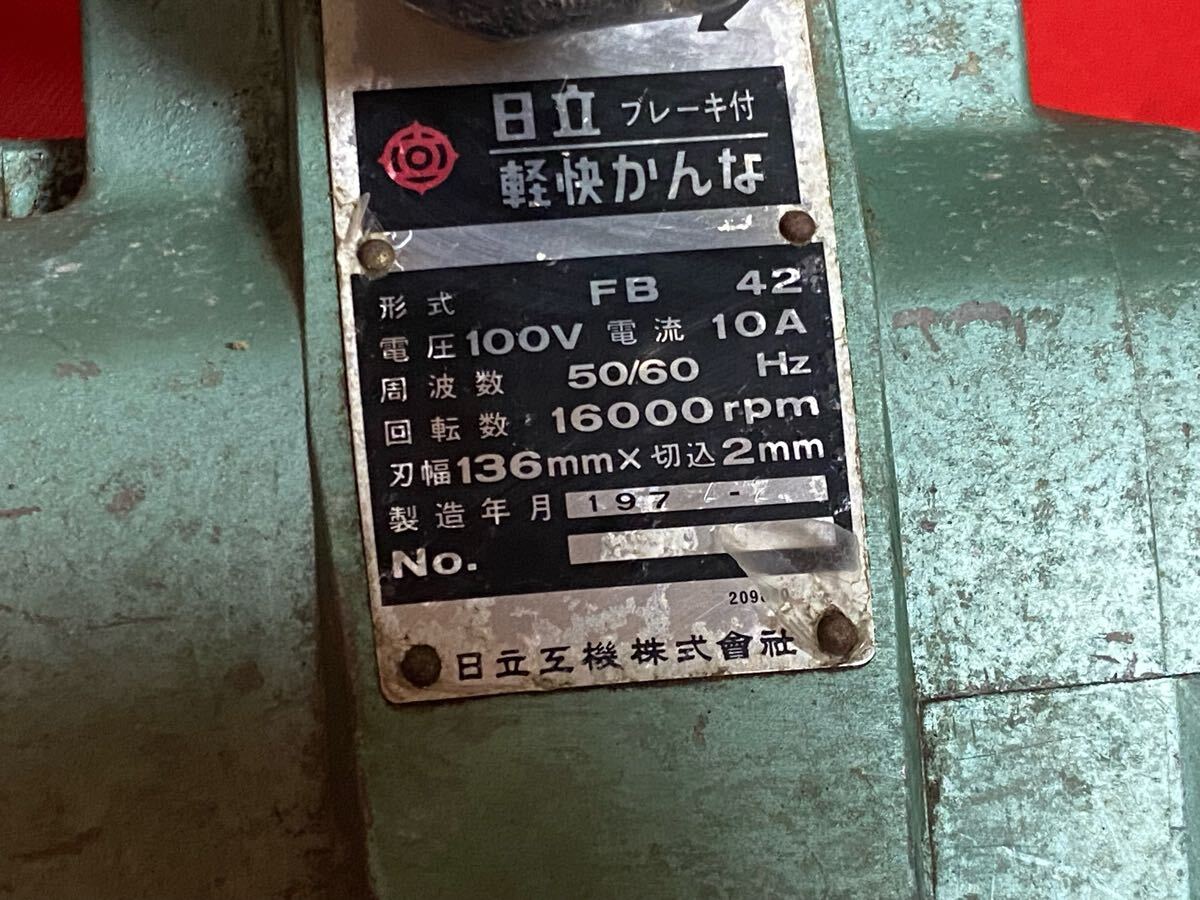 日立 ブレーキ付
軽快かんな
形式 FB 42
電圧 100V 電流 10A
周波数 50/60 Hz
回転数 16000rpm
刃幅 136mm× 切込 2mm
製造年月 197 -
No.
日立工機株式會社